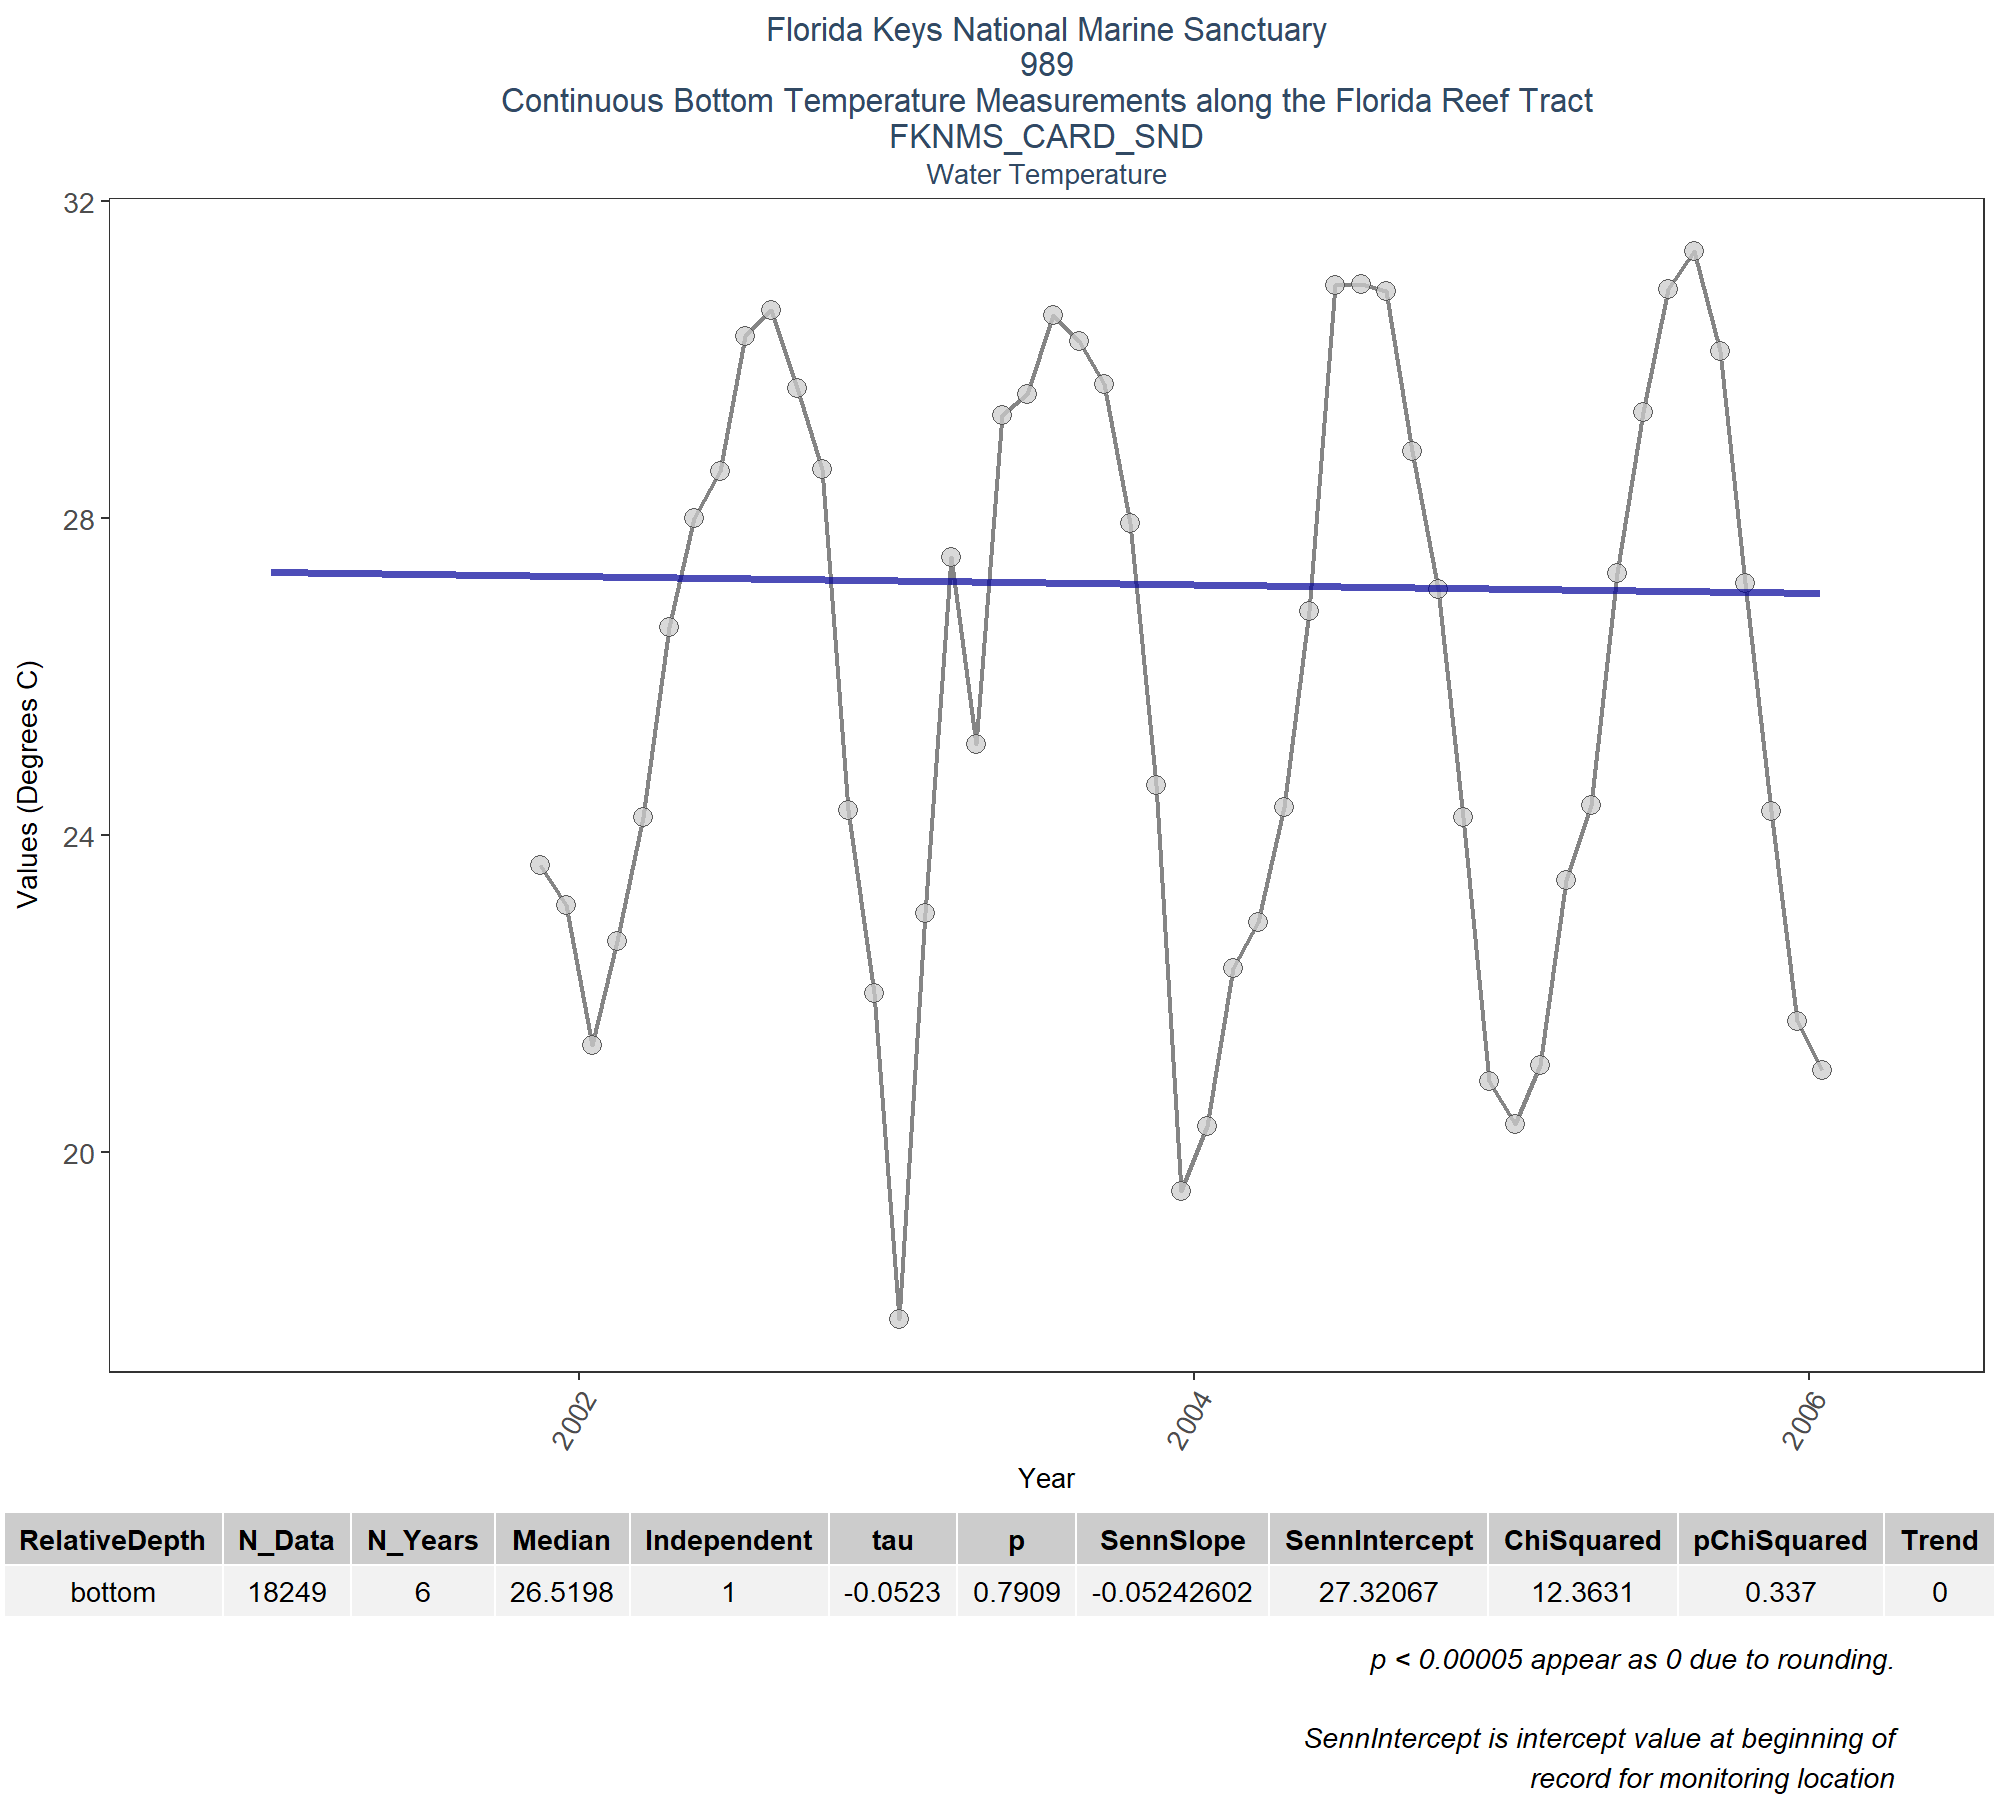 Florida Keys National Marine Sanctuary
989
Continuous Bottom Temperature Measurements along the Florida Reef Tract
FKNMS_CARD_SND
Water Temperature
32
28
24
20
Values (Degrees C)
2002
2004
2006
Year
RelativeDepth N_Data N_Years Median Independent tau p SennSlope SennIntercept ChiSquared pChiSquared Trend
bottom 18249 6 26.5198 1 -0.0523 0.7909 -0.05242602 27.32067 12.3631 0.337 0
p < 0.00005 appear as 0 due to rounding.
SennIntercept is intercept value at beginning of
record for monitoring location